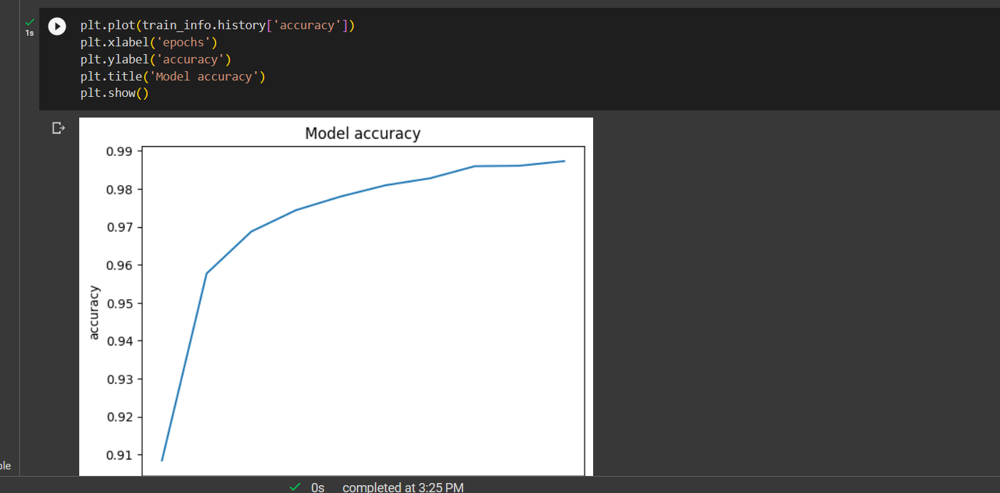 plt.plot(train_info.history['accuracy'])
1s
plt.xlabel('epochs')
plt.ylabel('accuracy')
plt.title('Model accuracy')
plt.show()
Model accuracy
0.99
0.98
0.97
0.96
0.95
0.94
0.93
0.92
0.91
accuracy
ole
0s completed at 3:25 PM